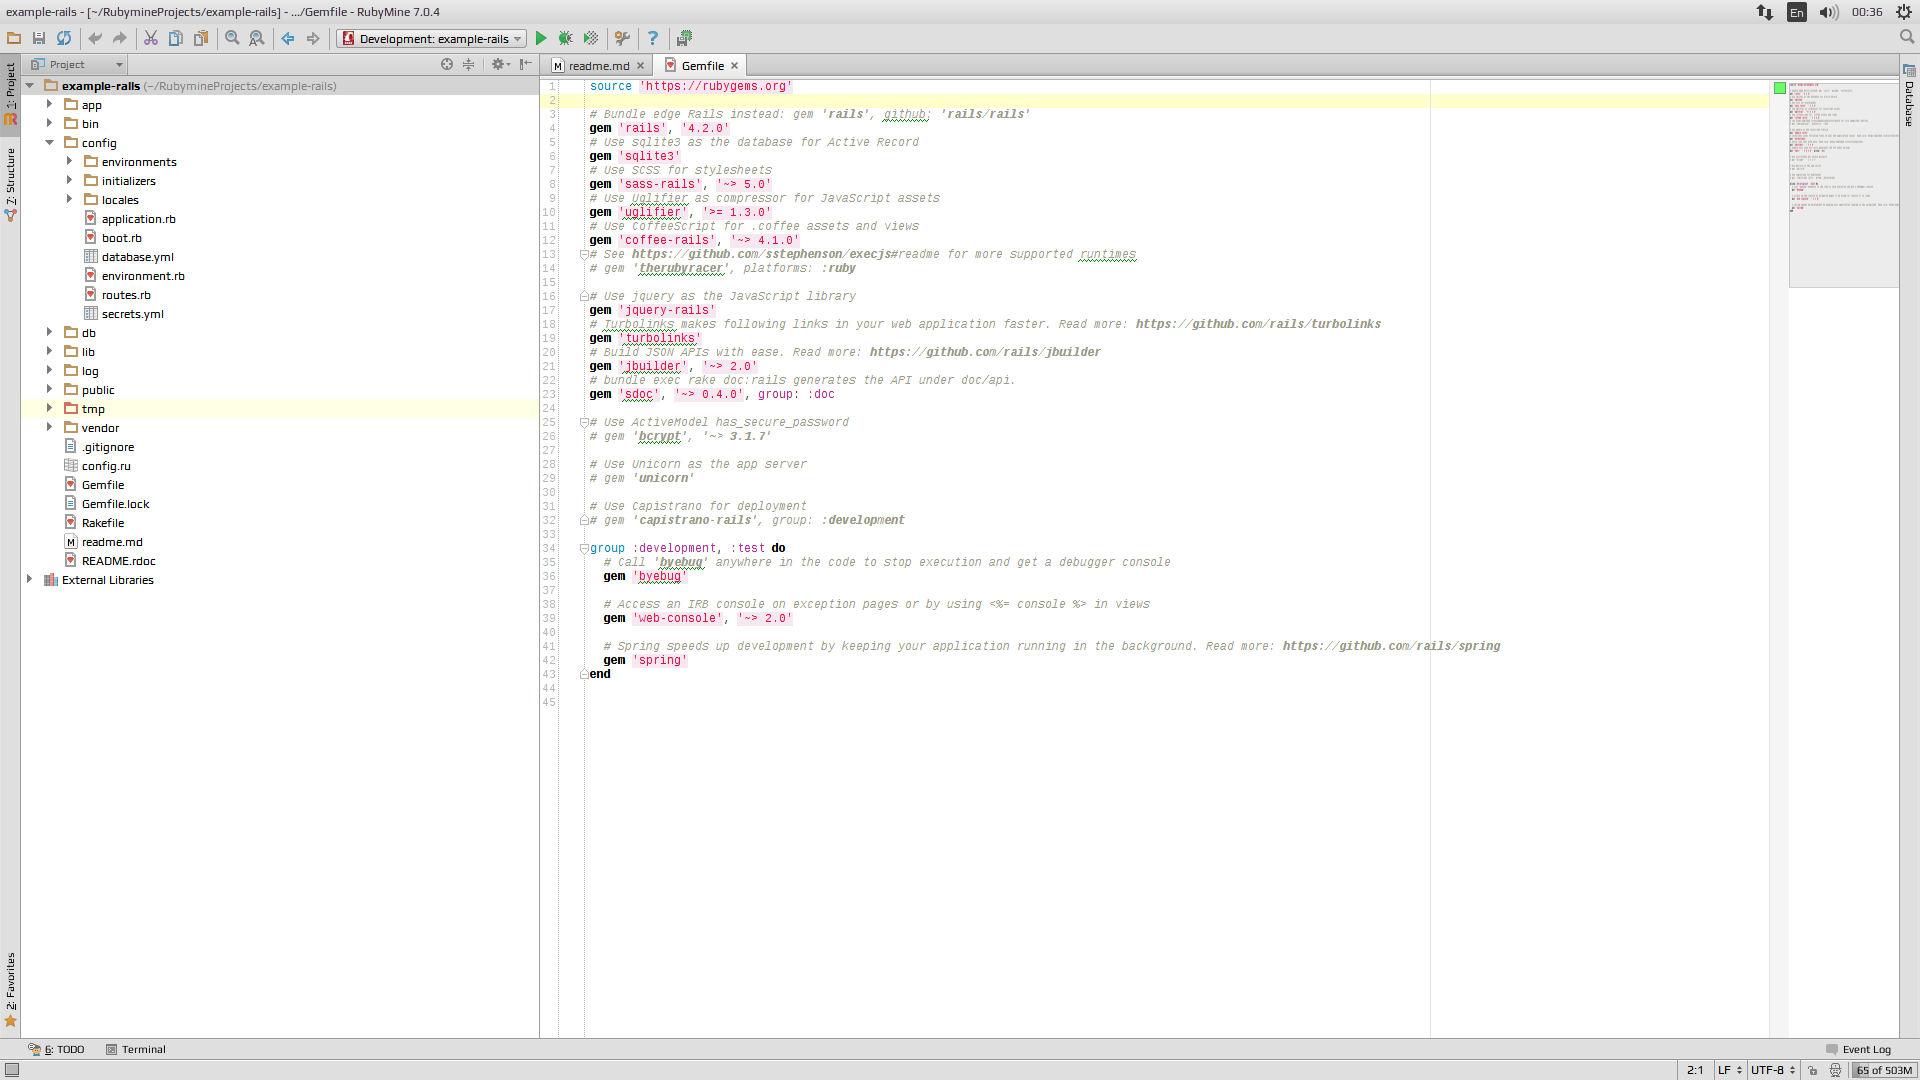 example-rails - [~/RubymineProjects/example-rails] - .../Gemfile - RubyMine 7.0.4
En
00:36
Development: example-rails
Project
readme.md
Gemfile
1: Project
7: Structure
2: Favorites
Database
example-rails (~/RubymineProjects/example-rails)
app
bin
config
environments
initializers
locales
application.rb
boot.rb
database.yml
environment.rb
routes.rb
secrets.yml
db
lib
log
public
tmp
vendor
.gitignore
config.ru
Gemfile
Gemfile.lock
Rakefile
readme.md
README.rdoc
External Libraries
1 source 'https://rubygems.org'
2
3 # Bundle edge Rails instead: gem 'rails', github: 'rails/rails'
4 gem 'rails', '4.2.0'
5 # Use sqlite3 as the database for Active Record
6 gem 'sqlite3'
7 # Use SCSS for stylesheets
8 gem 'sass-rails', '~> 5.0'
9 # Use Uglifier as compressor for JavaScript assets
10 gem 'uglifier', '>= 1.3.0'
11 # Use CoffeeScript for .coffee assets and views
12 gem 'coffee-rails', '~> 4.1.0'
13 # See https://github.com/sstephenson/execjs#readme for more supported runtimes
14 # gem 'therubyracer', platforms: :ruby
15
16 # Use jquery as the JavaScript library
17 gem 'jquery-rails'
18 # Turbolinks makes following links in your web application faster. Read more: https://github.com/rails/turbolinks
19 gem 'turbolinks'
20 # Build JSON APIs with ease. Read more: https://github.com/rails/jbuilder
21 gem 'jbuilder', '~> 2.0'
22 # bundle exec rake doc:rails generates the API under doc/api.
23 gem 'sdoc', '~> 0.4.0', group: :doc
24
25 # Use ActiveModel has_secure_password
26 # gem 'bcrypt', '~> 3.1.7'
27
28 # Use Unicorn as the app server
29 # gem 'unicorn'
30
31 # Use Capistrano for deployment
32 # gem 'capistrano-rails', group: :development
33
34 group :development, :test do
35 # Call 'byebug' anywhere in the code to stop execution and get a debugger console
36 gem 'byebug'
37
38 # Access an IRB console on exception pages or by using <%= console %> in views
39 gem 'web-console', '~> 2.0'
40
41 # Spring speeds up development by keeping your application running in the background. Read more: https://github.com/rails/spring
42 gem 'spring'
43 end
44
45
6: TODO
Terminal
Event Log
2:1
LF
UTF-8
65 of 503M